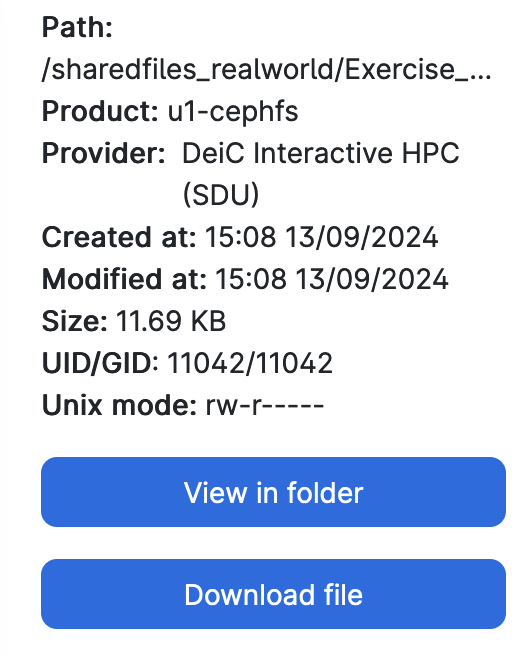 Path:
/sharedfiles_realworld/Exercise_...
Product: u1-cephfs
Provider: DeiC Interactive HPC
(SDU)
Created at: 15:08 13/09/2024
Modified at: 15:08 13/09/2024
Size: 11.69 KB
UID/GID: 11042/11042
Unix mode: rw-r-----
View in folder
Download file